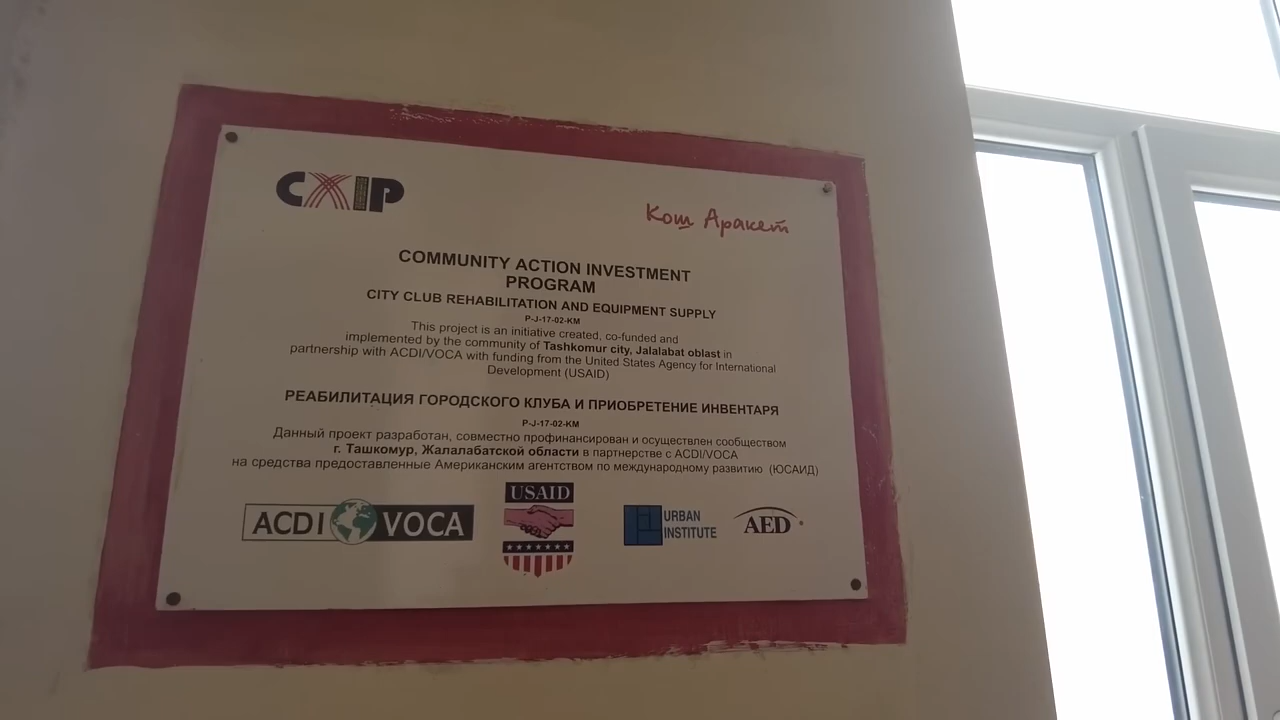 CAIP
Кош Аракет
COMMUNITY ACTION INVESTMENT
PROGRAM
CITY CLUB REHABILITATION AND EQUIPMENT SUPPLY
P-J-17-02-KM
This project is an initiative created, co-funded and
implemented by the community of Tashkomur city, Jalalabat oblast in
partnership with ACDI/VOCA with funding from the United States Agency for International
Development (USAID)
РЕАБИЛИТАЦИЯ ГОРОДСКОГО КЛУБА И ПРИОБРЕТЕНИЕ ИНВЕНТАРЯ
P-J-17-02-KM
Данный проект разработан, совместно профинансирован и осуществлен сообществом
г. Ташкомур, Жалалабатской области в партнерстве с ACDI/VOCA
на средства предоставленные Американским агентством по международному развитию (ЮСАИД)
ACDI VOCA
USAID
URBAN
INSTITUTE
AED